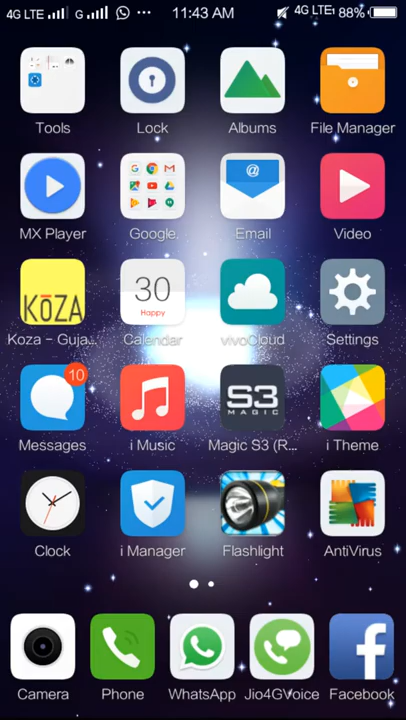 4G LTE G ... 11:43 AM 4G LTE1 88%
Tools Lock Albums File Manager
@
MX Player Google Email Video
KōZA 30 Happy
Koza - Guja... Calendar vivoCloud Settings
10 S3 MAGIC
Messages i Music Magic S3 (R... i Theme
Clock i Manager Flashlight AntiVirus
f
Camera Phone WhatsApp Jio4GVoice Facebook